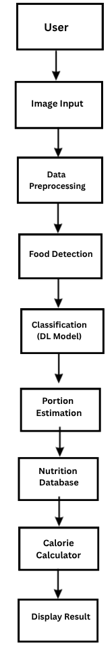 User
Image Input
Data
Preprocessing
Food Detection
Classification
(DL Model)
Portion
Estimation
Nutrition
Database
Calorie
Calculator
Display Result